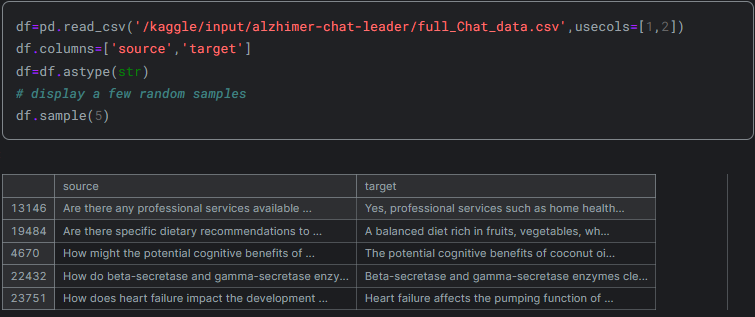 df=pd.read_csv('/kaggle/input/alzhimer-chat-leader/full_Chat_data.csv',usecols=[1,2])
df.columns=['source','target']
df=df.astype(str)
# display a few random samples
df.sample(5)
source target
13146 Are there any professional services available ... Yes, professional services such as home health...
19484 Are there specific dietary recommendations to ... A balanced diet rich in fruits, vegetables, wh...
4670 How might the potential cognitive benefits of ... The potential cognitive benefits of coconut oi...
22432 How do beta-secretase and gamma-secretase enzy... Beta-secretase and gamma-secretase enzymes cle...
23751 How does heart failure impact the development ... Heart failure affects the pumping function of ...